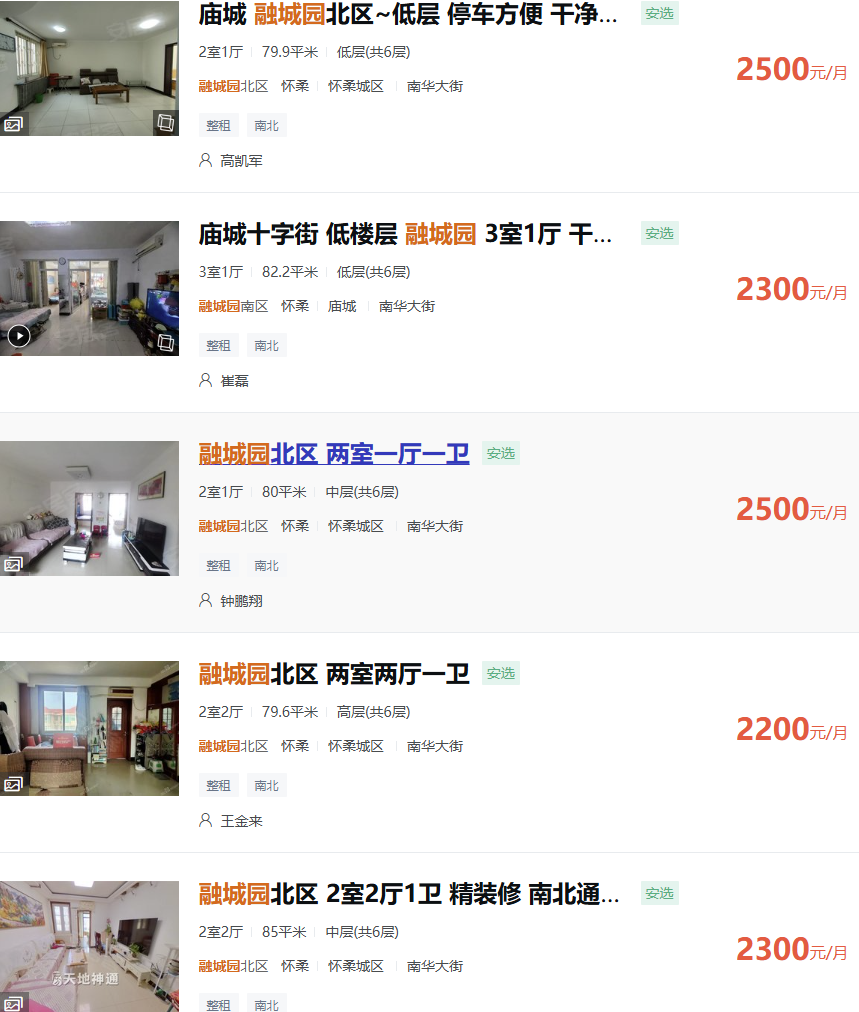 庙城 融城园北区~低层 停车方便 干净... 安选
2室1厅 79.9平米 低层(共6层)
2500元/月
融城园北区 怀柔 怀柔城区 南华大街
整租 南北
高凯军
庙城十字街 低楼层 融城园 3室1厅 干... 安选
3室1厅 82.2平米 低层(共6层)
2300元/月
融城园南区 怀柔 庙城 南华大街
整租 南北
崔磊
融城园北区 两室一厅一卫 安选
2室1厅 80平米 中层(共6层)
2500元/月
融城园北区 怀柔 怀柔城区 南华大街
整租 南北
钟鹏翔
融城园北区 两室两厅一卫 安选
2室2厅 79.6平米 高层(共6层)
2200元/月
融城园北区 怀柔 怀柔城区 南华大街
整租 南北
王金来
融城园北区 2室2厅1卫 精装修 南北通... 安选
2室2厅 85平米 中层(共6层)
2300元/月
融城园北区 怀柔 怀柔城区 南华大街
天地神通
整租 南北